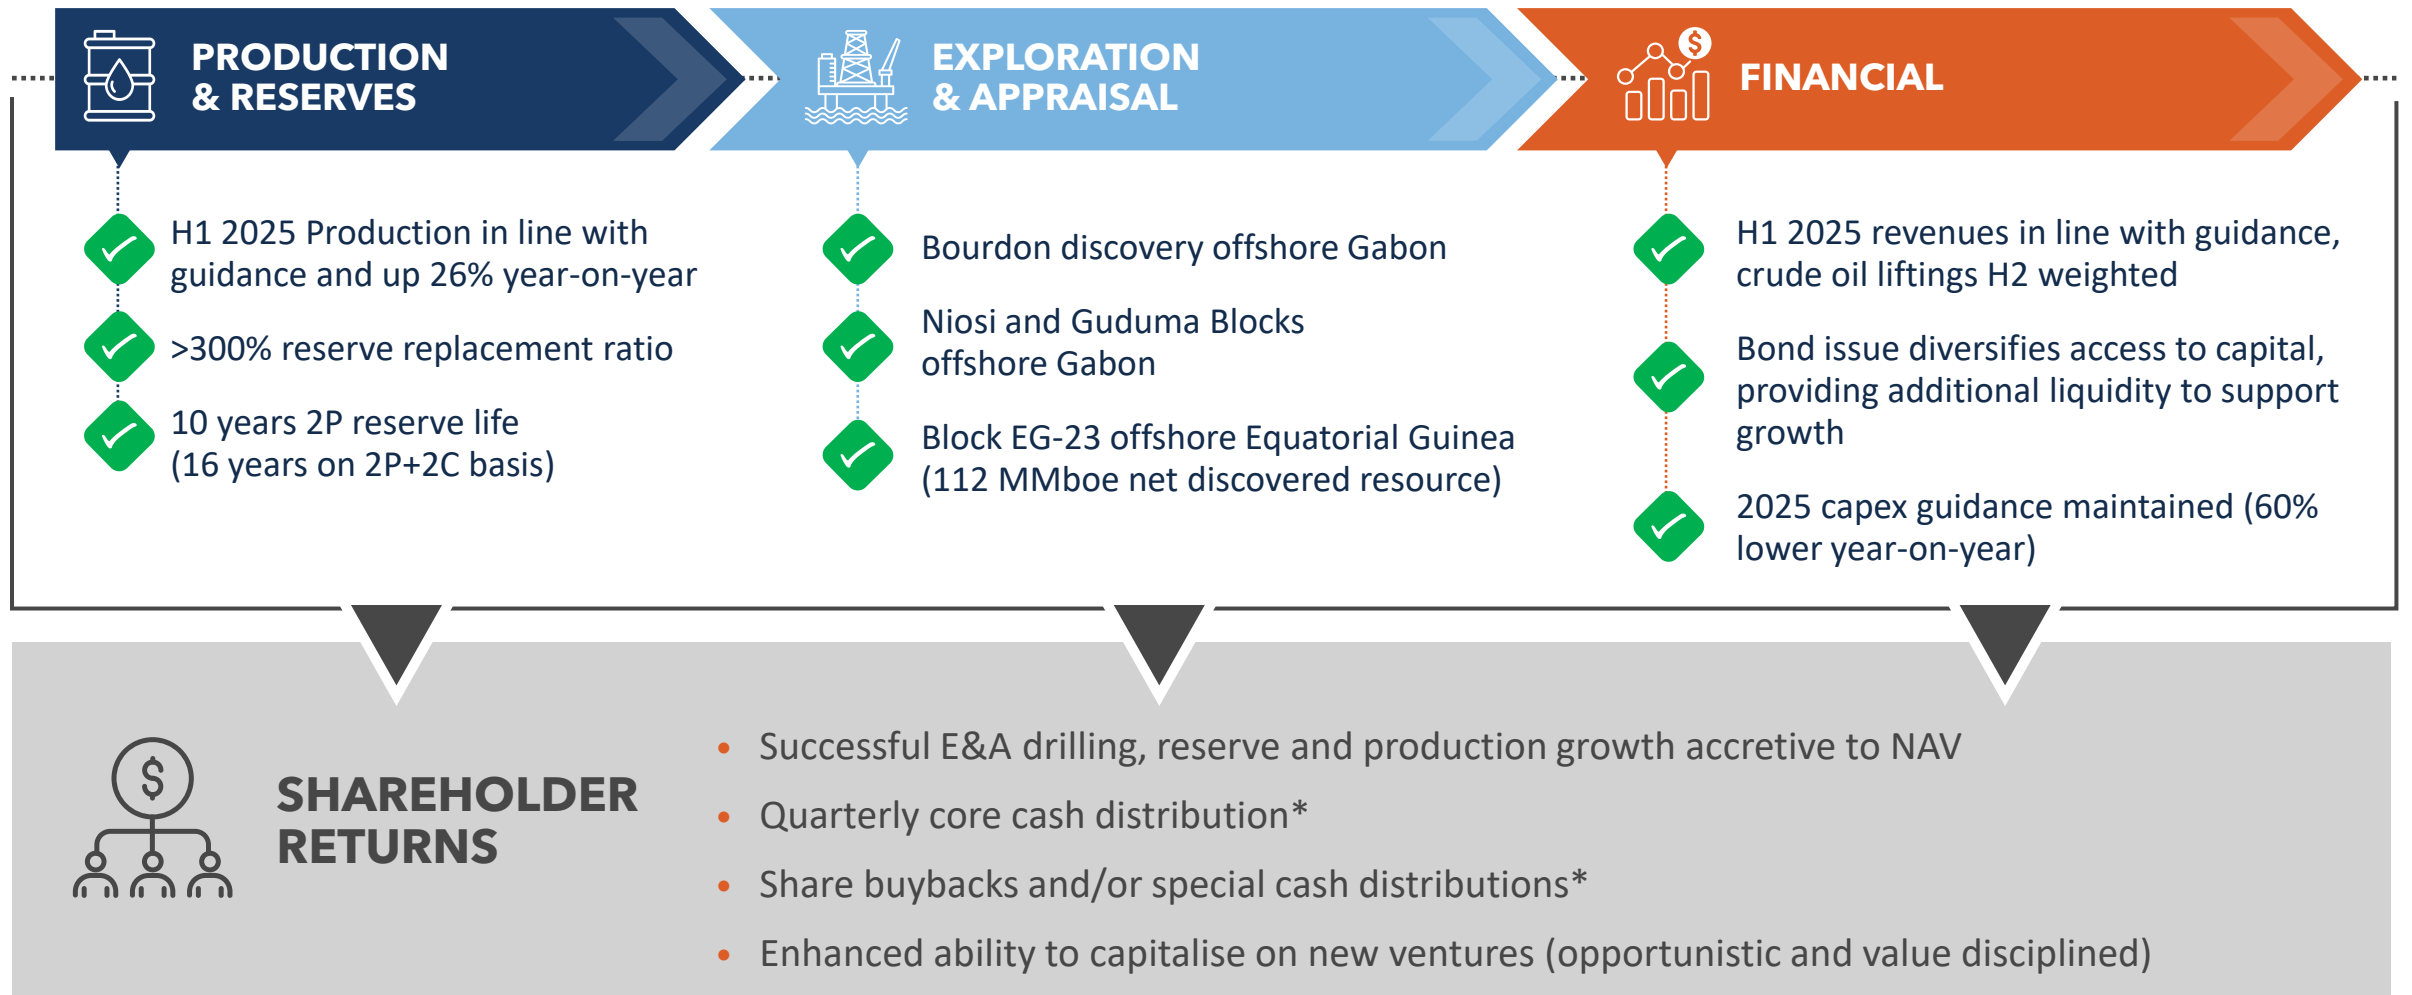 PRODUCTION
& RESERVES
H1 2025 Production in line with
guidance and up 26% year-on-year
>300% reserve replacement ratio
10 years 2P reserve life
(16 years on 2P+2C basis)
EXPLORATION
& APPRAISAL
Bourdon discovery offshore Gabon
Niosi and Guduma Blocks
offshore Gabon
Block EG-23 offshore Equatorial Guinea
(112 MMboe net discovered resource)
$
FINANCIAL
H1 2025 revenues in line with guidance,
crude oil liftings H2 weighted
Bond issue diversifies access to capital,
providing additional liquidity to support
growth
2025 capex guidance maintained (60%
lower year-on-year)
$
SHAREHOLDER
RETURNS
• Successful E&A drilling, reserve and production growth accretive to NAV
• Quarterly core cash distribution*
• Share buybacks and/or special cash distributions*
• Enhanced ability to capitalise on new ventures (opportunistic and value disciplined)